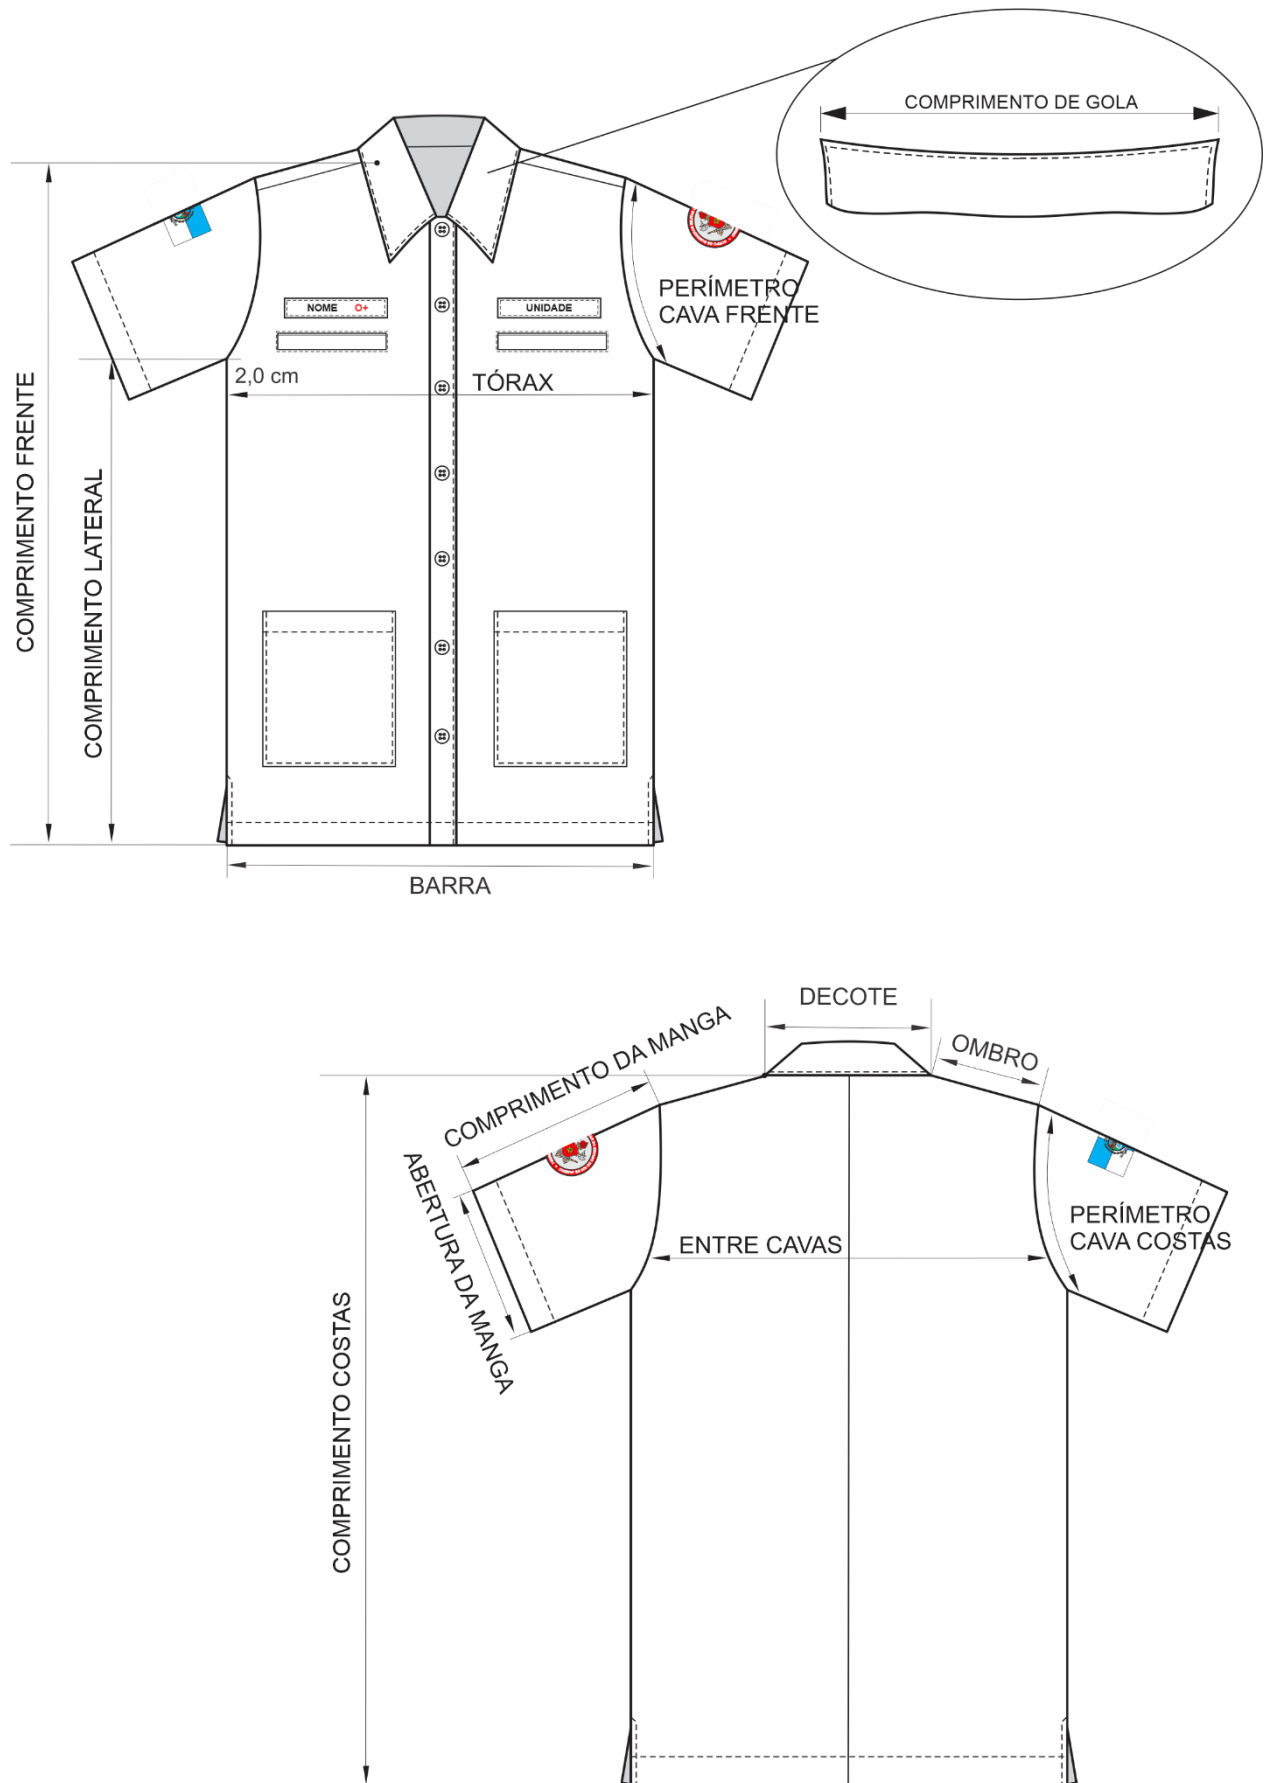 COMPRIMENTO DE GOLA
PERÍMETRO
CAVA FRENTE
NOME O+
UNIDADE
2,0 cm
TÓRAX
COMPRIMENTO FRENTE
COMPRIMENTO LATERAL
BARRA
DECOTE
COMPRIMENTO DA MANGA
OMBRO
ABERTURA DA MANGA
PERÍMETRO
CAVA COSTAS
ENTRE CAVAS
COMPRIMENTO COSTAS